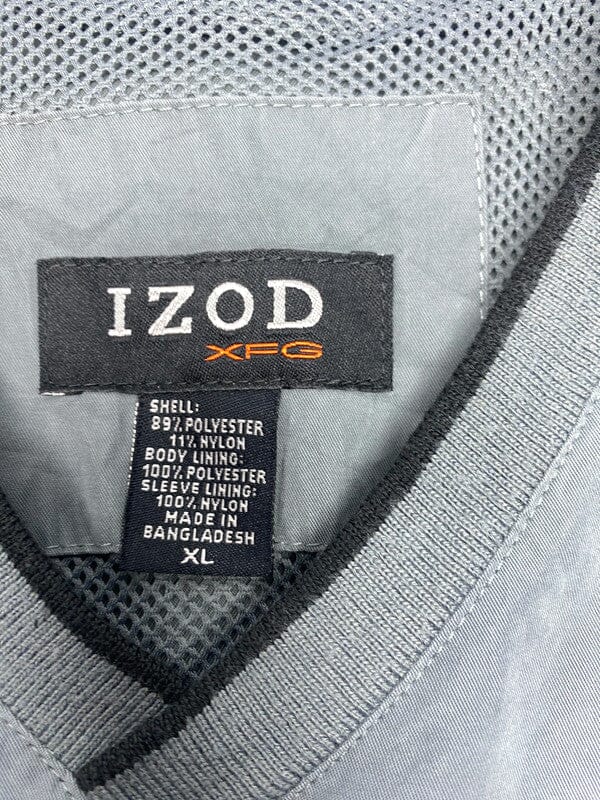 IZOD
XFG
SHELL:
89% POLYESTER
11% NYLON
BODY LINING:
100% POLYESTER
SLEEVE LINING:
100% NYLON
MADE IN
BANGLADESH
XL